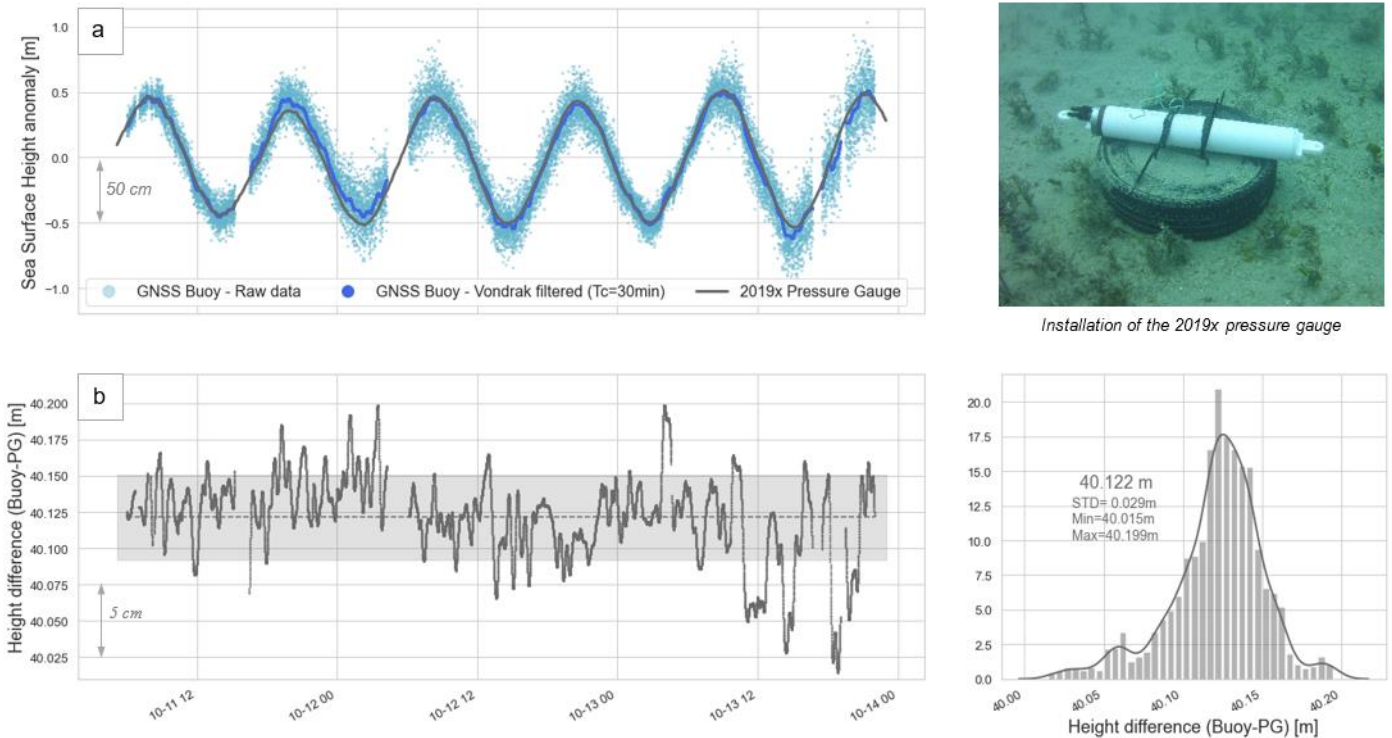 a
Sea Surface Height anomaly [m]
1.0
0.5
0.0
−0.5
−1.0
50 cm
GNSS Buoy - Raw data
GNSS Buoy - Vondrak filtered (Tc=30min)
2019x Pressure Gauge
Installation of the 2019x pressure gauge
b
Height difference (Buoy-PG) [m]
40.200
40.175
40.150
40.125
40.100
40.075
40.050
40.025
5 cm
10-11 12
10-12 00
10-12 12
10-13 00
10-13 12
10-14 00
20.0
17.5
15.0
12.5
10.0
7.5
5.0
2.5
0.0
40.122 m
STD= 0.029m
Min=40.015m
Max=40.199m
40.00
40.05
40.10
40.15
40.20
Height difference (Buoy-PG) [m]